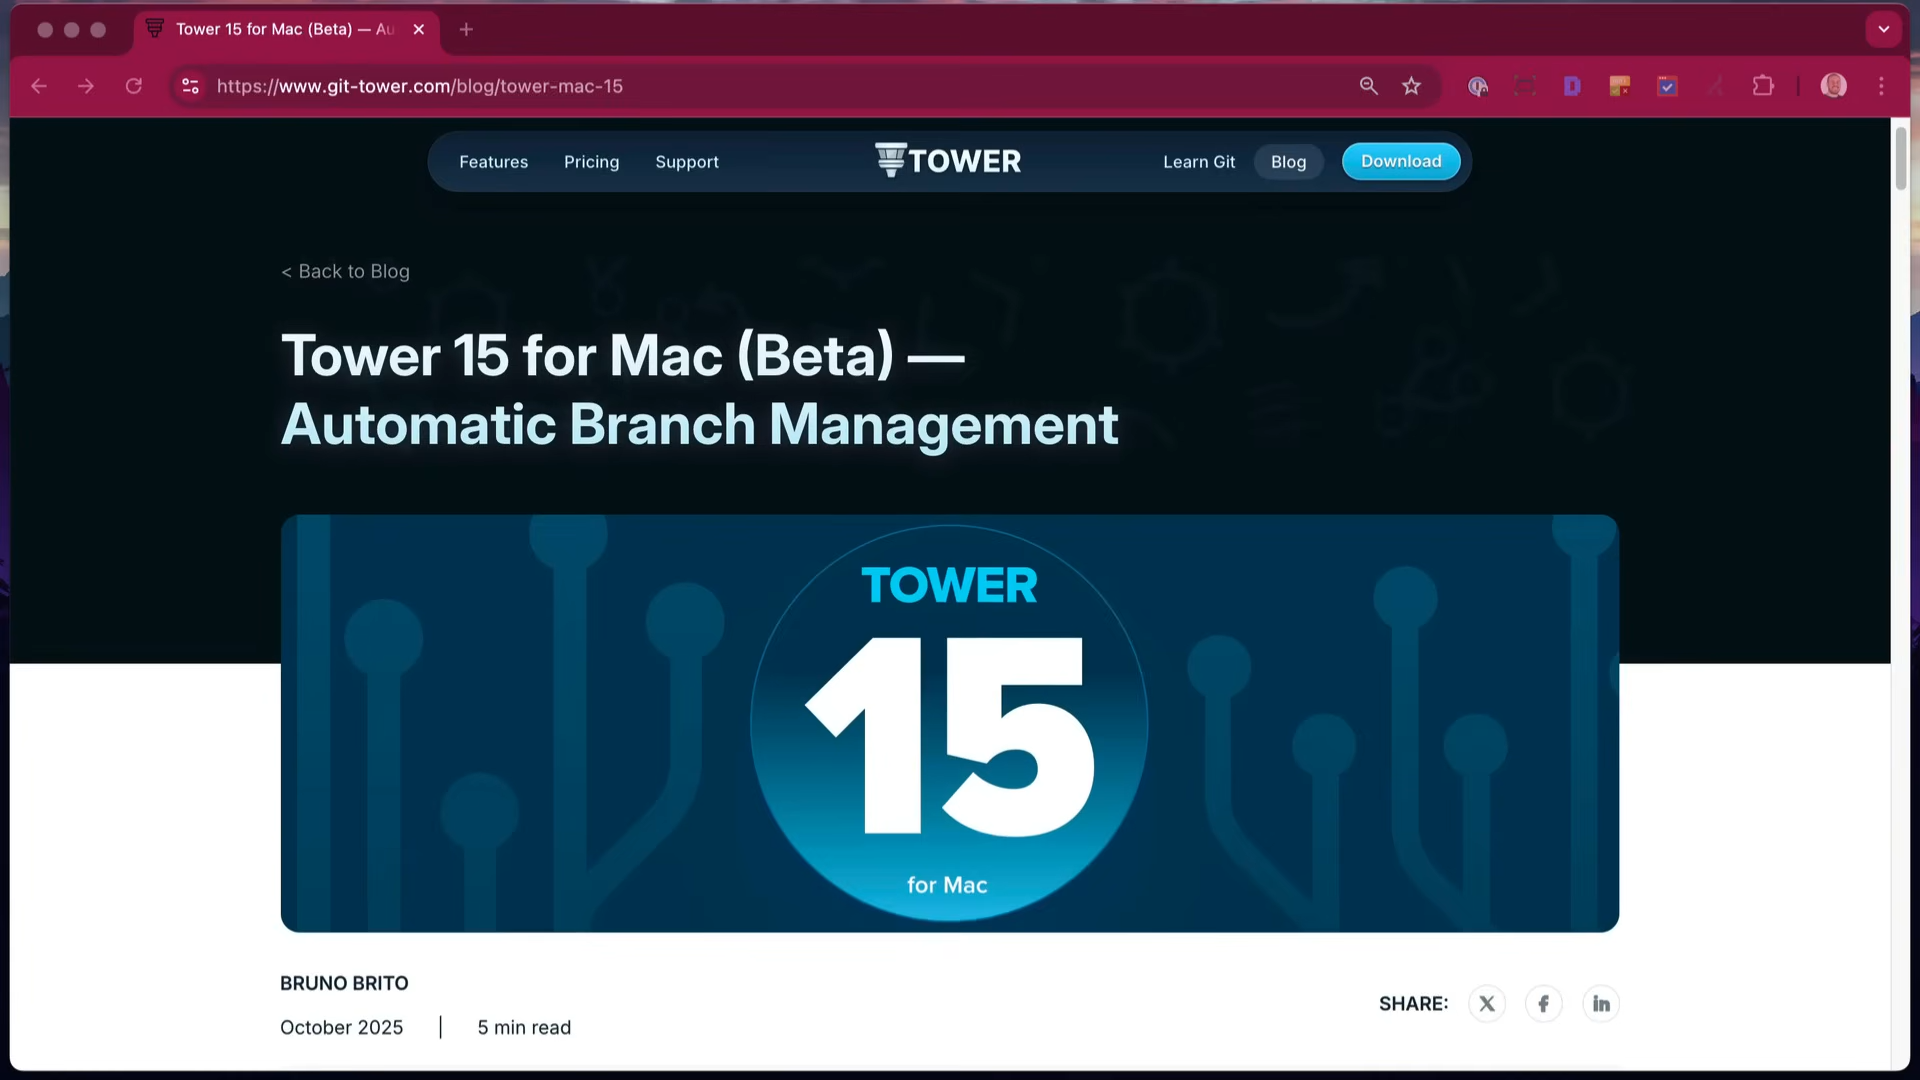 Tower 15 for Mac (Beta) — Au
https://www.git-tower.com/blog/tower-mac-15
Features
Pricing
Support
TOWER
Learn Git
Blog
Download
< Back to Blog
Tower 15 for Mac (Beta) —
Automatic Branch Management
TOWER
15
for Mac
BRUNO BRITO
October 2025 | 5 min read
SHARE: